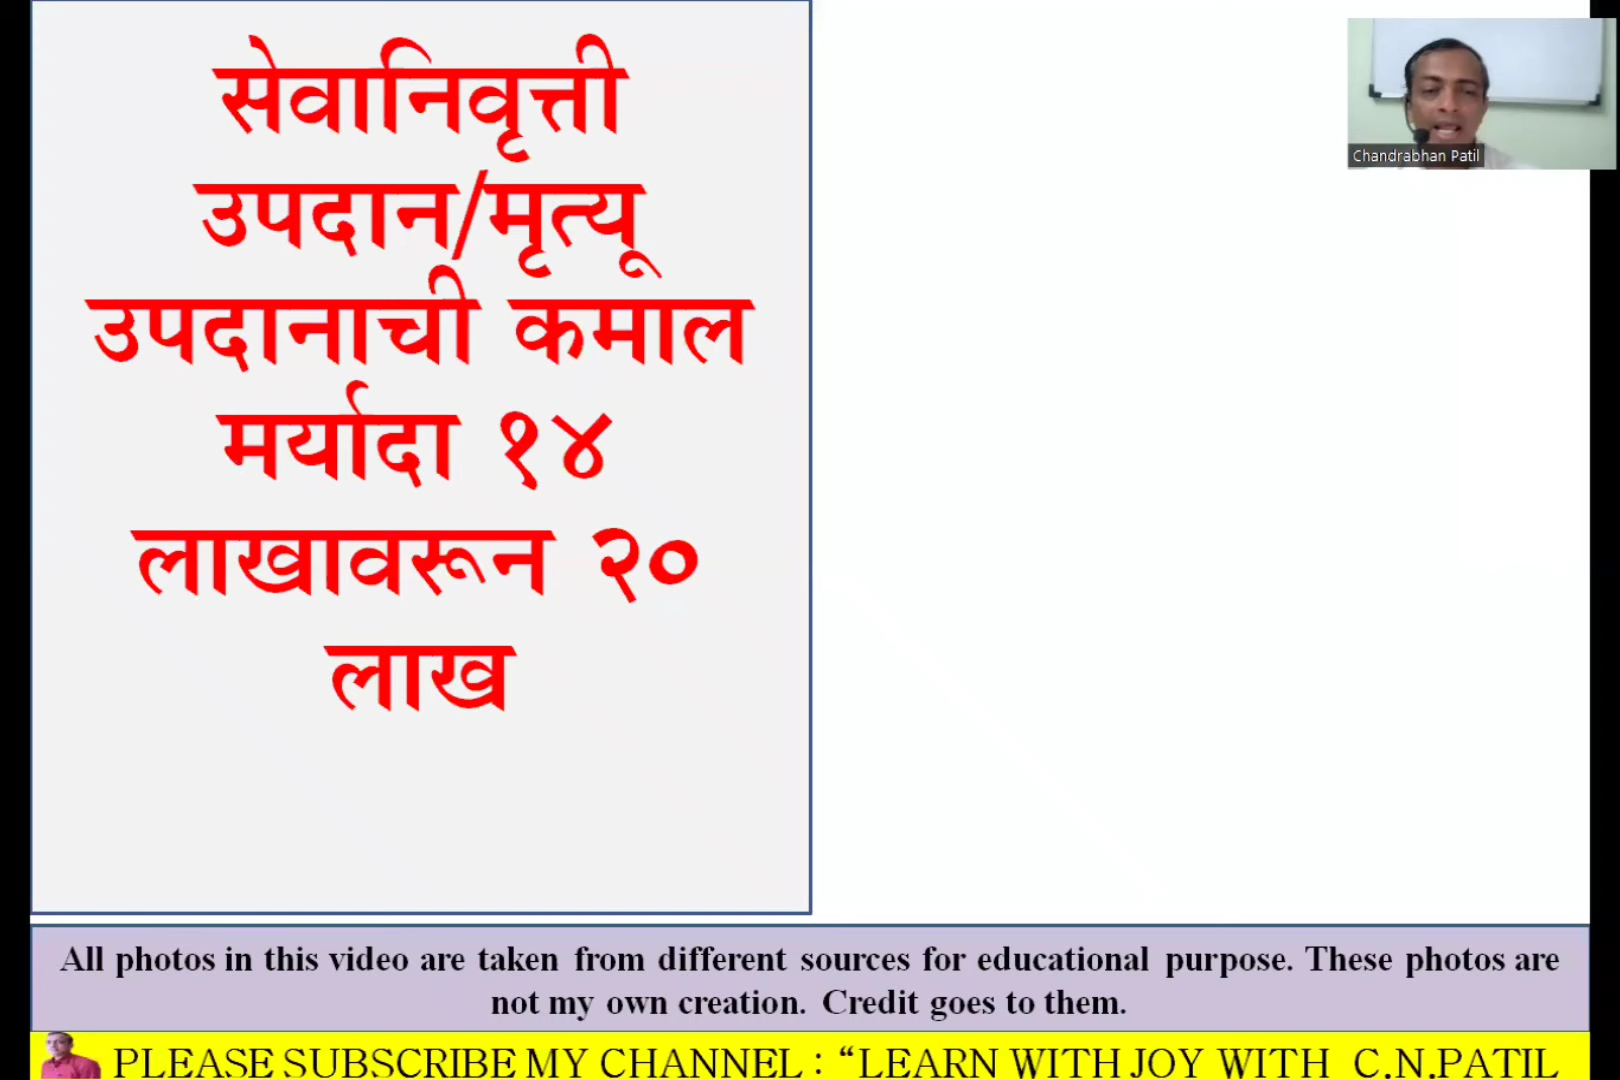 सेवानिवृत्ती
उपदान/मृत्यू
उपदानाची कमाल
मर्यादा १४
लाखावरून २०
लाख
Chandrabhan Patil
All photos in this video are taken from different sources for educational purpose. These photos are
not my own creation. Credit goes to them.
PLEASE SUBSCRIBE MY CHANNEL : “LEARN WITH JOY WITH C.N.PATIL